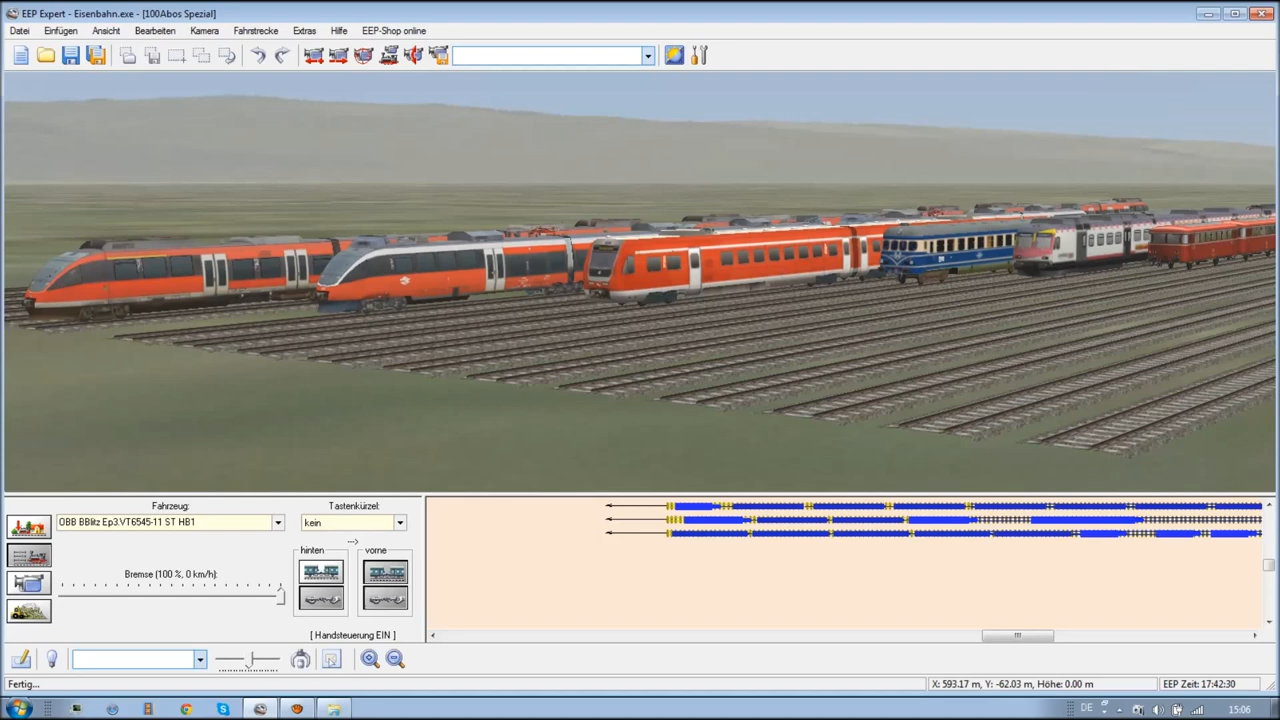 EEP Expert - Eisenbahn.exe - [100Abos Spezial]
Datei Einfügen Ansicht Bearbeiten Kamera Fahrstrecke Extras Hilfe EEP-Shop online
Fahrzeug: Tastenkürzel:
OBB BBlitz Ep3.VT6545-11 ST HB1 kein
hinten vorne
Bremse (100 %, 0 km/h):
[ Handsteuerung EIN ]
Fertig... X: 593.17 m, Y: -62.03 m, Höhe: 0.00 m EEP Zeit: 17:42:30
DE 15:06